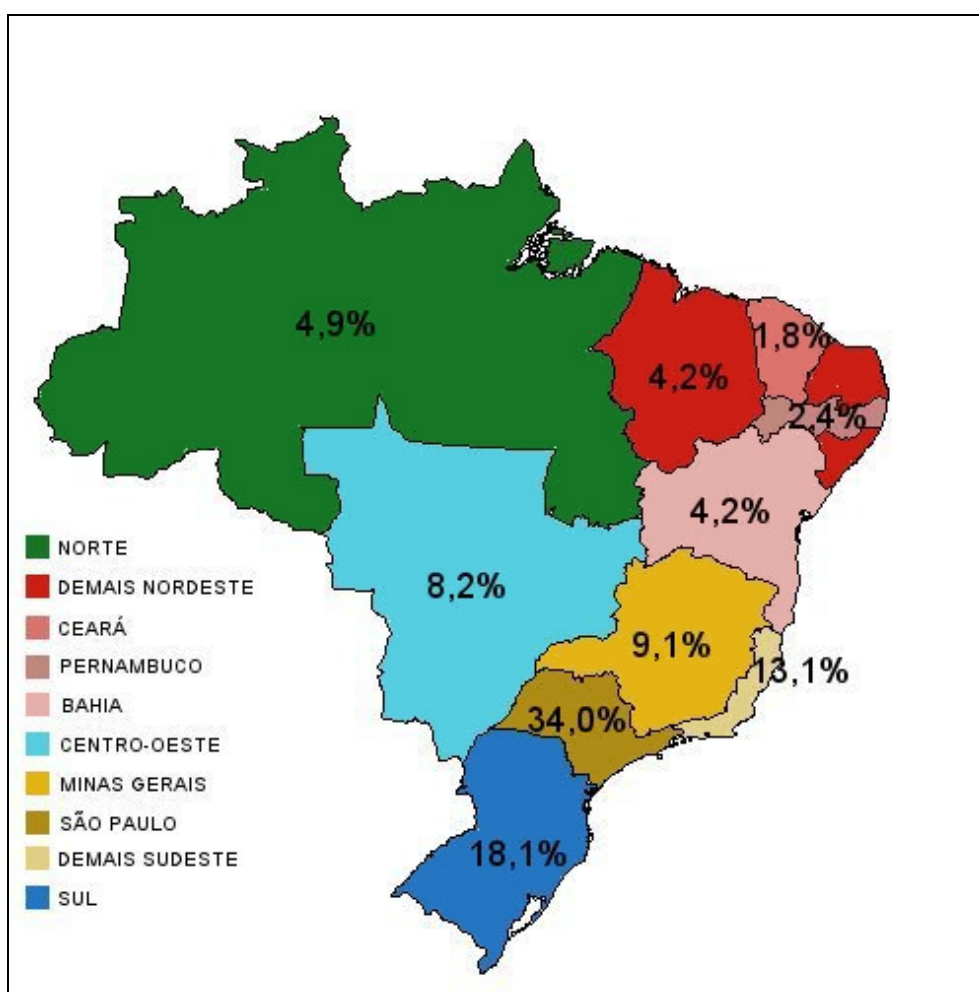 4,9%
1,8%
4,2%
2,4%
4,2%
8,2%
9,1%
13,1%
34,0%
18,1%
NORTE
DEMAIS NORDESTE
CEARÁ
PERNAMBUCO
BAHIA
CENTRO-OESTE
MINAS GERAIS
SÃO PAULO
DEMAIS SUDESTE
SUL